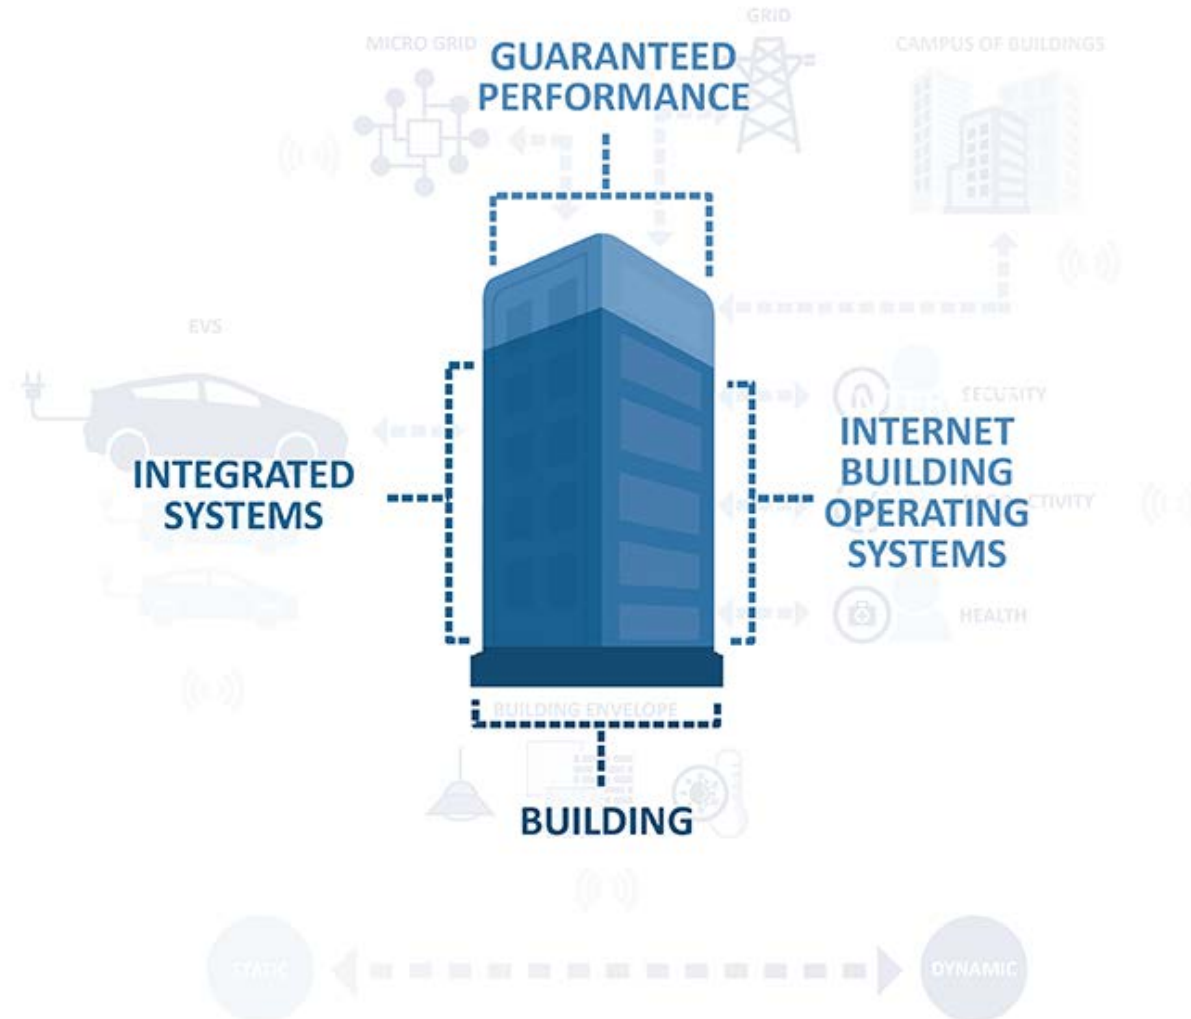 GRID
MICRO GRID
CAMPUS OF BUILDINGS
GUARANTEED
PERFORMANCE
EVS
SECURITY
INTEGRATED
SYSTEMS
INTERNET
BUILDING
OPERATING
SYSTEMS
HEALTH
BUILDING ENVELOPE
BUILDING
STATIC
DYNAMIC